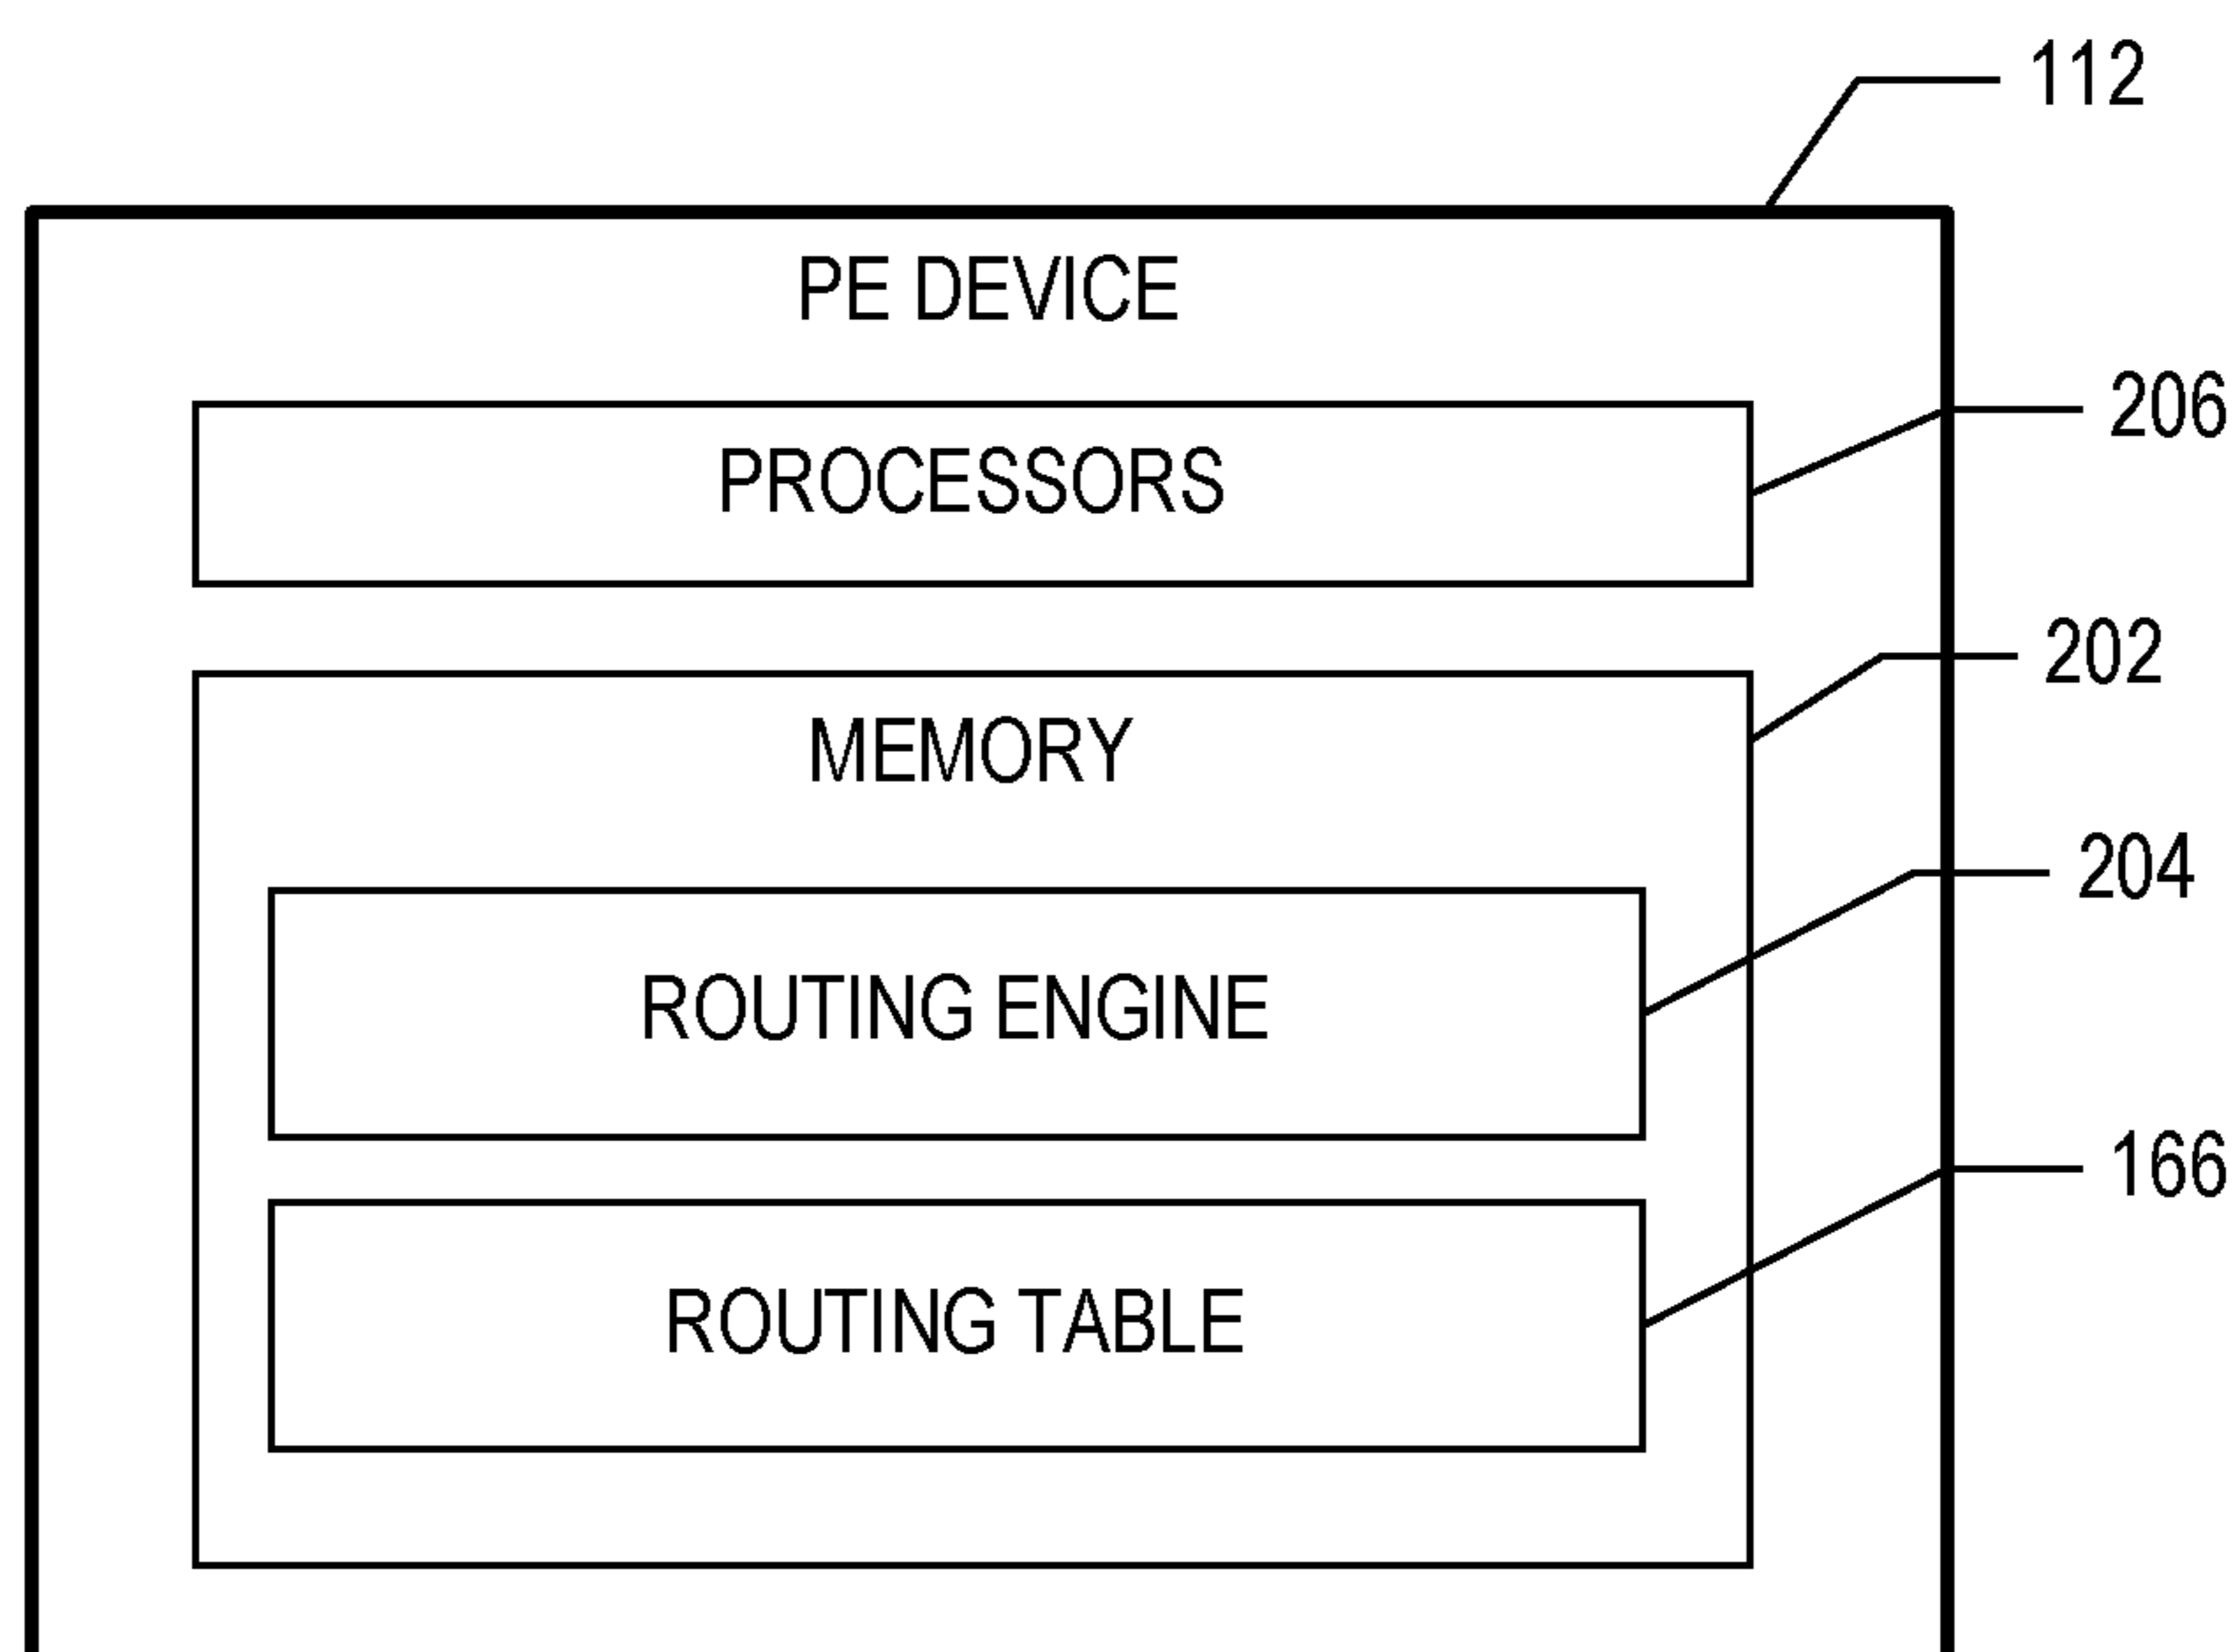 112
PE DEVICE
206
PROCESSORS
202
MEMORY
204
ROUTING ENGINE
166
ROUTING TABLE